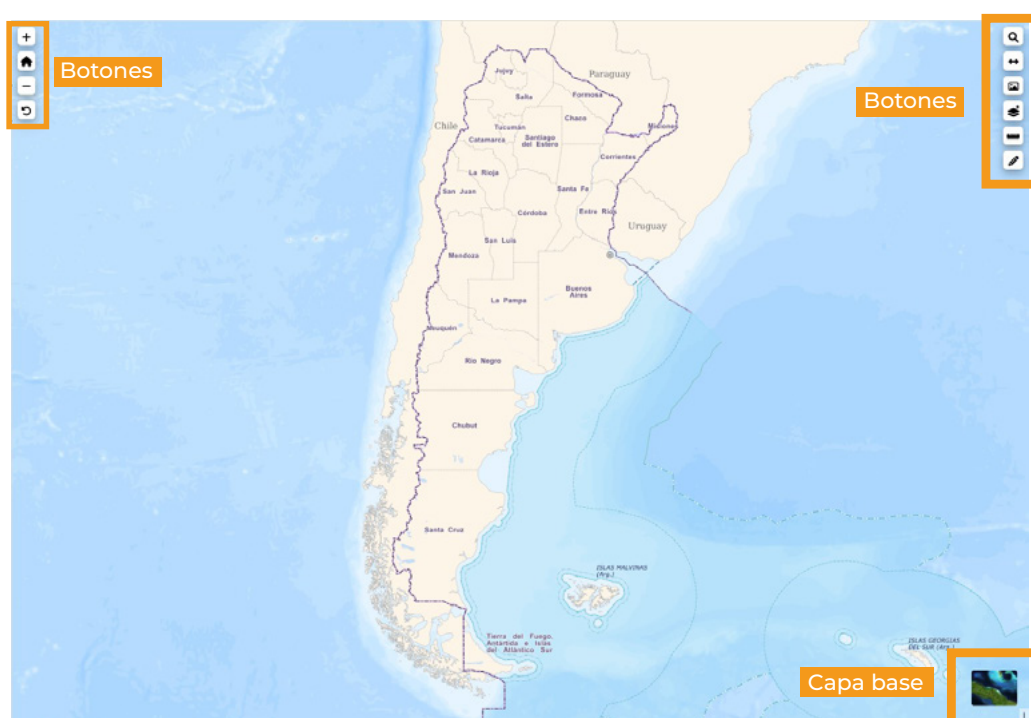 Botones
Botones
Jujuy
Paraguay
Salta
Formosa
Chaco
Chile
Tucumán
Misiones
Catamarca
Santiago
del Estero
Corrientes
La Rioja
San Juan
Santa Fe
Córdoba
Entre Ríos
Uruguay
San Luis
Mendoza
La Pampa
Buenos
Aires
Neuquén
Río Negro
Chubut
Santa Cruz
ISLAS MALVINAS
(Arg.)
Tierra del Fuego,
Antártida e Islas
del Atlántico Sur
ISLAS GEORGIAS
DEL SUR (Arg.)
Capa base